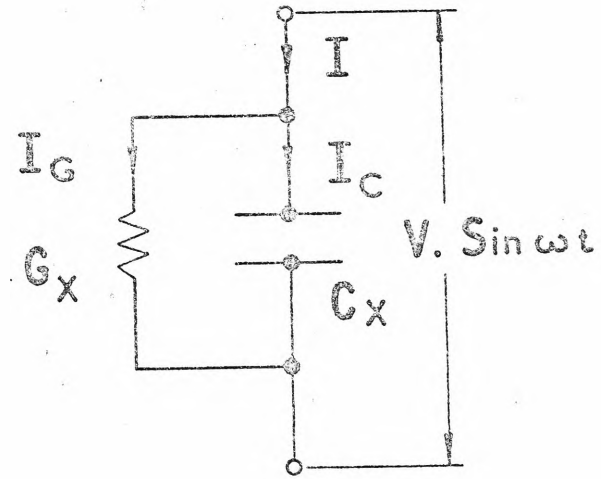 I
I_G
I_C
G_X
V. Sin ωt
C_X